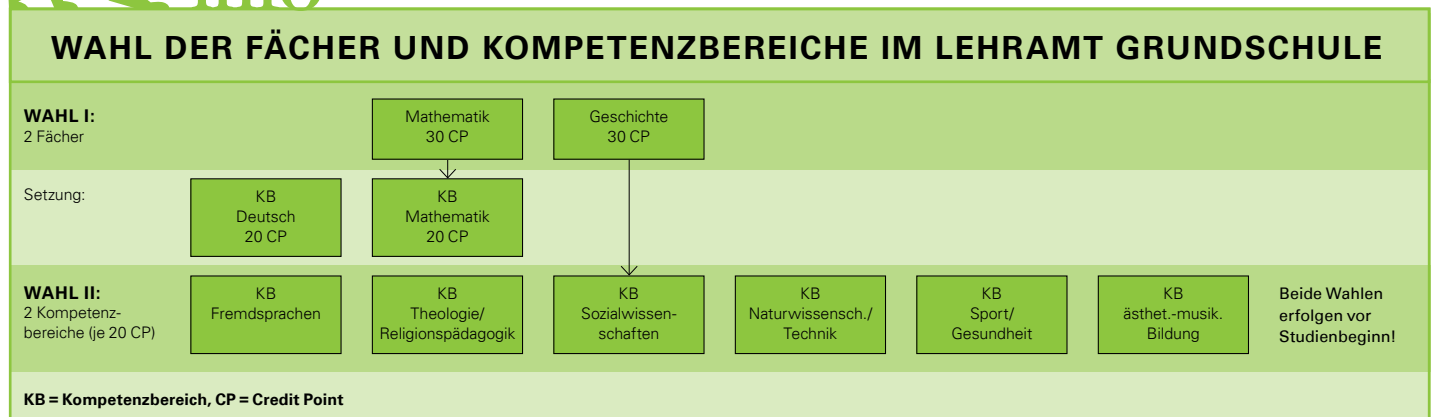 WAHL DER FÄCHER UND KOMPETENZBEREICHE IM LEHRAMT GRUNDSCHULE
WAHL I:
2 Fächer
Mathematik
30 CP
Geschichte
30 CP
Setzung:
KB
Deutsch
20 CP
KB
Mathematik
20 CP
WAHL II:
2 Kompetenz-
bereiche (je 20 CP)
KB
Fremdsprachen
KB
Theologie/
Religionspädagogik
KB
Sozialwissen-
schaften
KB
Naturwissensch./
Technik
KB
Sport/
Gesundheit
KB
ästhet.-musik.
Bildung
Beide Wahlen
erfolgen vor
Studienbeginn!
KB = Kompetenzbereich, CP = Credit Point